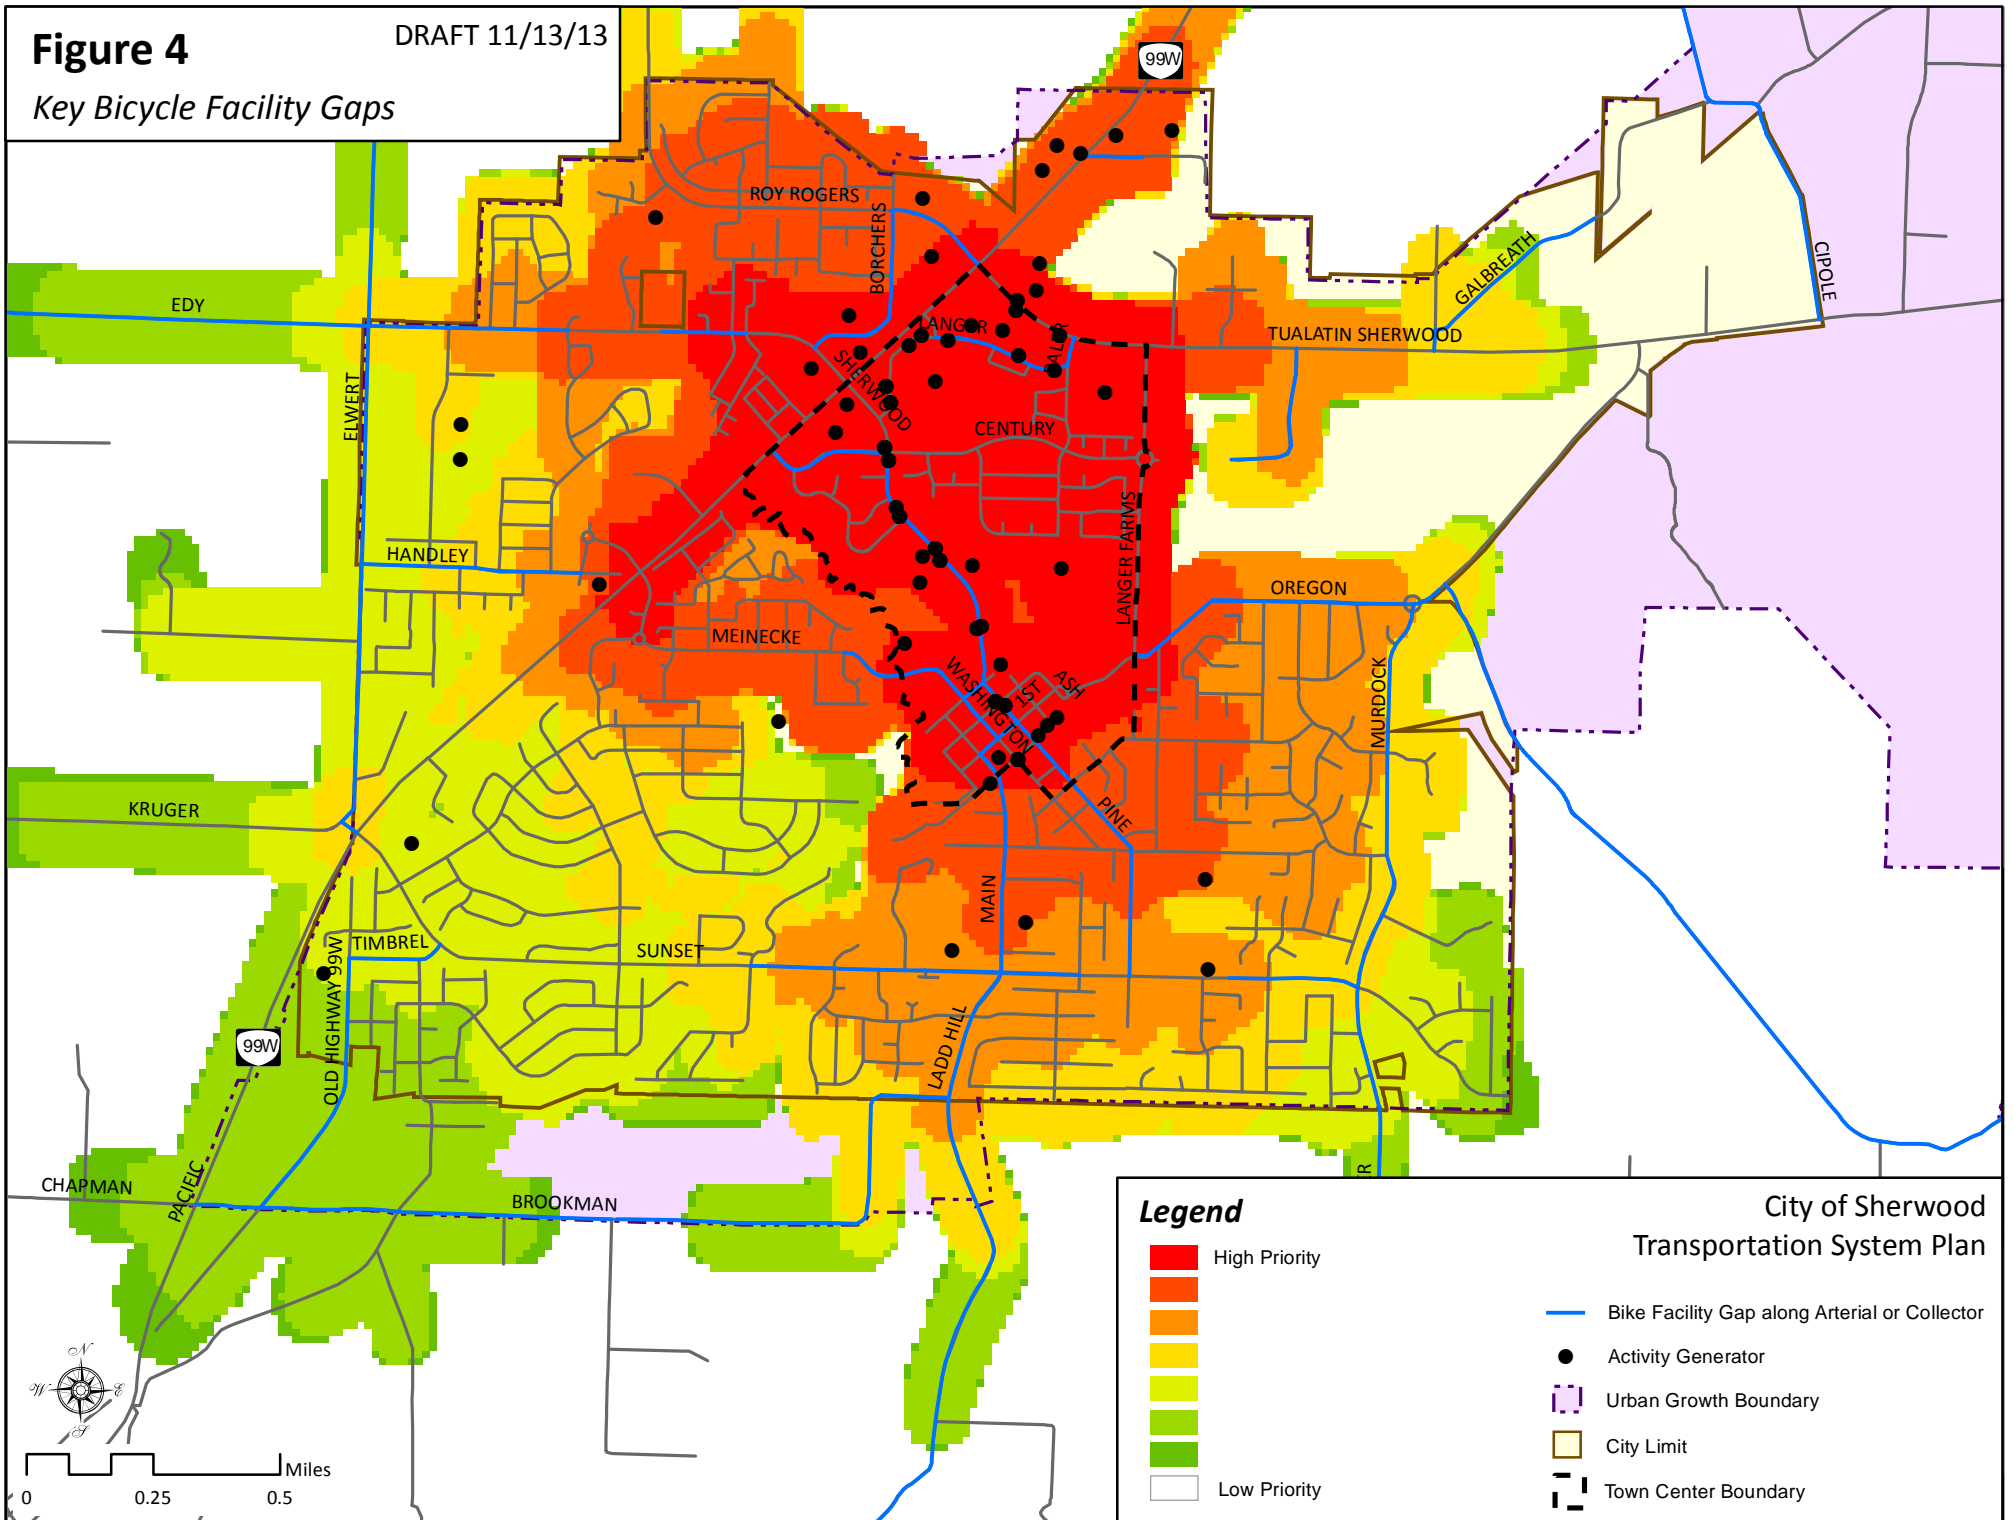 Figure 4
DRAFT 11/13/13
Key Bicycle Facility Gaps
99W
ROY ROGERS
BORCHERS
EDY
LANGER
SHERWOOD
TUALATIN SHERWOOD
GALBREATH
CIPOLE
ELWERT
CENTURY
LANGER FARMS
HANDLEY
OREGON
MEINECKE
WASHINGTON
1ST
ASH
MURDOCK
KRUGER
PINE
MAIN
TIMBREL
SUNSET
OLD HIGHWAY 99W
99W
LADD HILL
CHAPMAN
PACIFIC
BROOKMAN
ER
N
W
E
S
Miles
0
0.25
0.5
Legend
High Priority
Low Priority
City of Sherwood
Transportation System Plan
Bike Facility Gap along Arterial or Collector
Activity Generator
Urban Growth Boundary
City Limit
Town Center Boundary